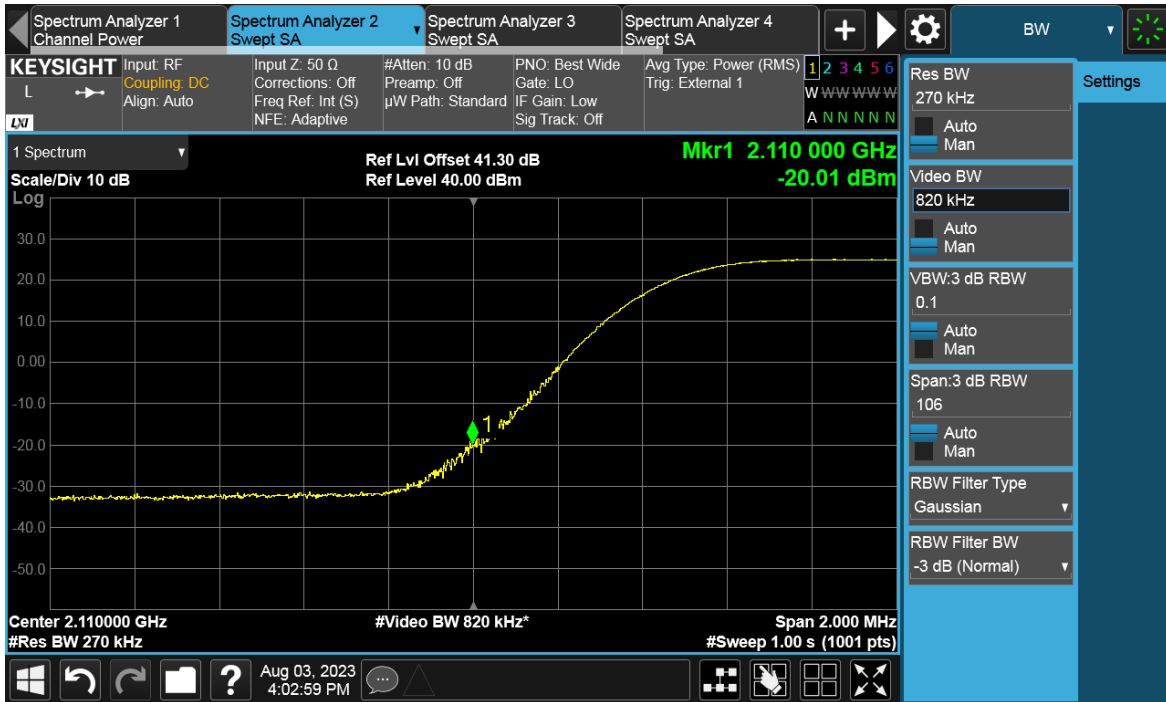 Spectrum Analyzer 1
Channel Power
Spectrum Analyzer 2
Swept SA
Spectrum Analyzer 3
Swept SA
Spectrum Analyzer 4
Swept SA
BW
KEYSIGHT
L
LXI
Input: RF
Coupling: DC
Align: Auto
Input Z: 50 Ω
Corrections: Off
Freq Ref: Int (S)
NFE: Adaptive
#Atten: 10 dB
Preamp: Off
µW Path: Standard
PNO: Best Wide
Gate: LO
IF Gain: Low
Sig Track: Off
Avg Type: Power (RMS)
Trig: External 1
1 2 3 4 5 6
W W W W W W
A N N N N N
1 Spectrum
Scale/Div 10 dB
Log
Ref Lvl Offset 41.30 dB
Ref Level 40.00 dBm
Mkr1 2.110 000 GHz
-20.01 dBm
30.0
20.0
10.0
0.00
-10.0
1
-20.0
-30.0
-40.0
-50.0
Center 2.110000 GHz
#Res BW 270 kHz
#Video BW 820 kHz*
Span 2.000 MHz
#Sweep 1.00 s (1001 pts)
Res BW
270 kHz
Auto
Man
Video BW
820 kHz
Auto
Man
VBW:3 dB RBW
0.1
Auto
Man
Span:3 dB RBW
106
Auto
Man
RBW Filter Type
Gaussian
RBW Filter BW
-3 dB (Normal)
Settings
?
Aug 03, 2023
4:02:59 PM